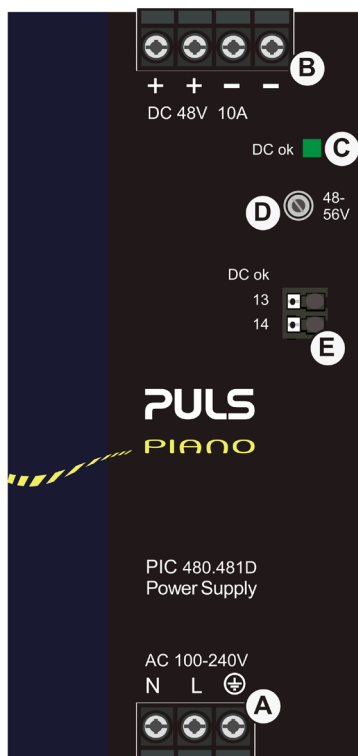 B
+ + − −
DC 48V 10A
DC ok
C
D
48-
56V
DC ok
13
14
E
PULS
PIANO
PIC 480.481D
Power Supply
AC 100-240V
N L
A